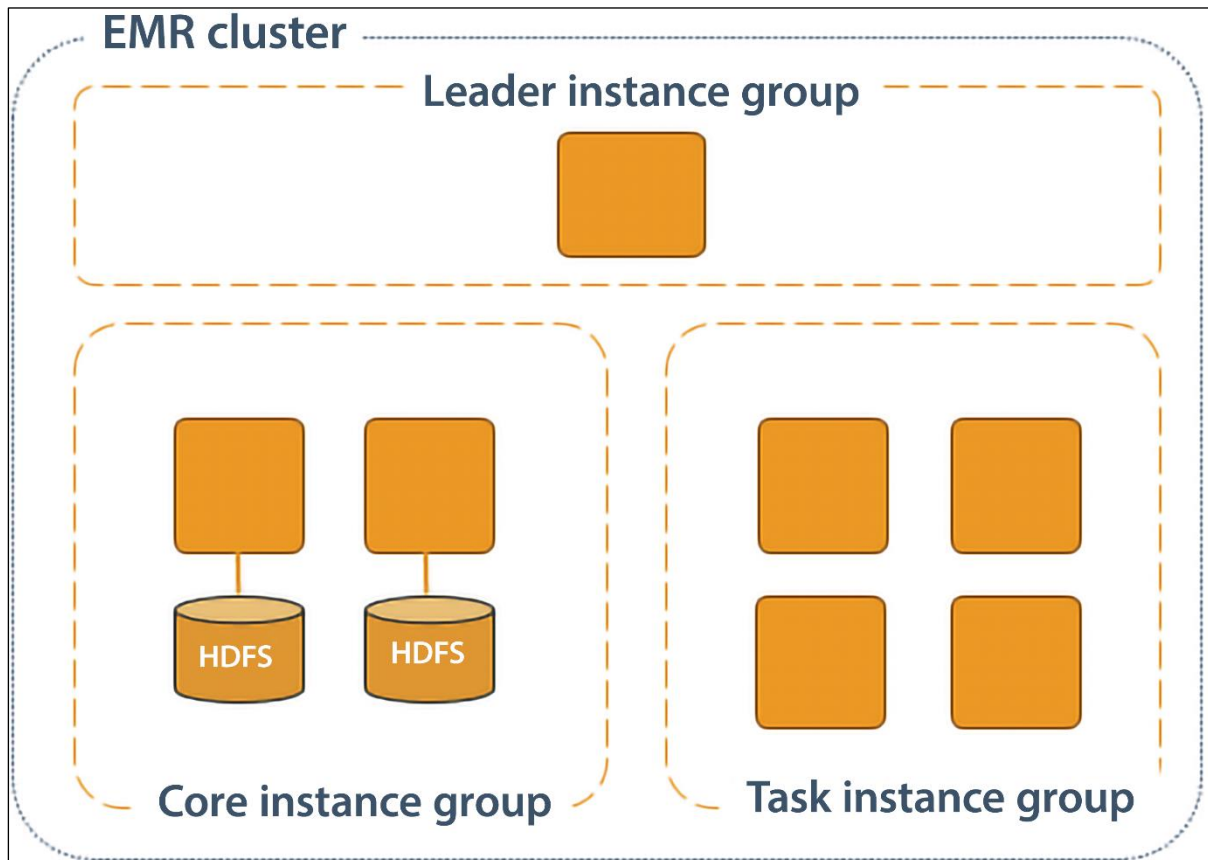 EMR cluster
Leader instance group
HDFS
HDFS
Core instance group
Task instance group